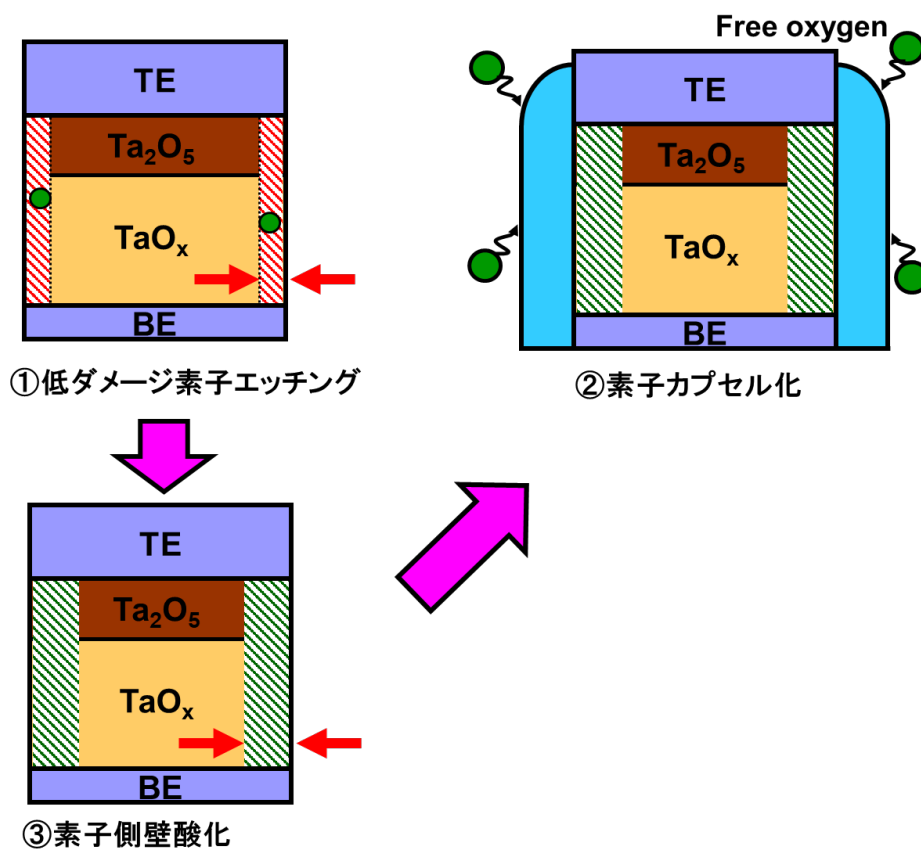 TE
Ta₂O₅
TaOₓ
BE
①低ダメージ素子エッチング
Free oxygen
TE
Ta₂O₅
TaOₓ
BE
②素子カプセル化
TE
Ta₂O₅
TaOₓ
BE
③素子側壁酸化